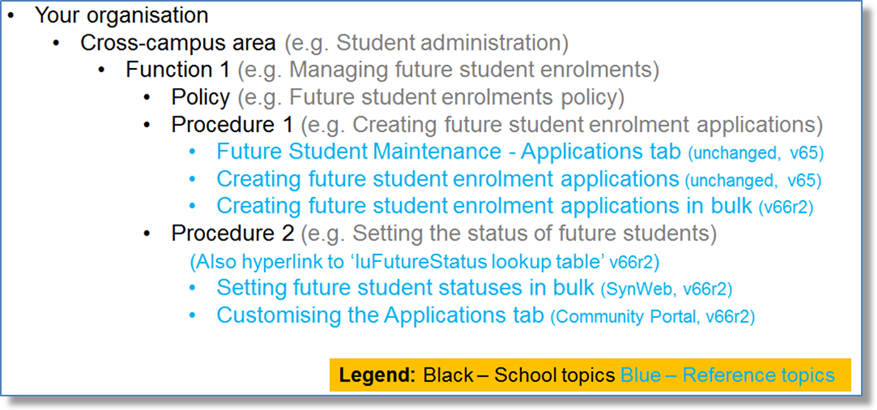 • Your organisation
• Cross-campus area (e.g. Student administration)
• Function 1 (e.g. Managing future student enrolments)
• Policy (e.g. Future student enrolments policy)
• Procedure 1 (e.g. Creating future student enrolment applications)
• Future Student Maintenance - Applications tab (unchanged, v65)
• Creating future student enrolment applications (unchanged, v65)
• Creating future student enrolment applications in bulk (v66r2)
• Procedure 2 (e.g. Setting the status of future students)
(Also hyperlink to ‘luFutureStatus lookup table’ v66r2)
• Setting future student statuses in bulk (SynWeb, v66r2)
• Customising the Applications tab (Community Portal, v66r2)
Legend: Black – School topics Blue – Reference topics